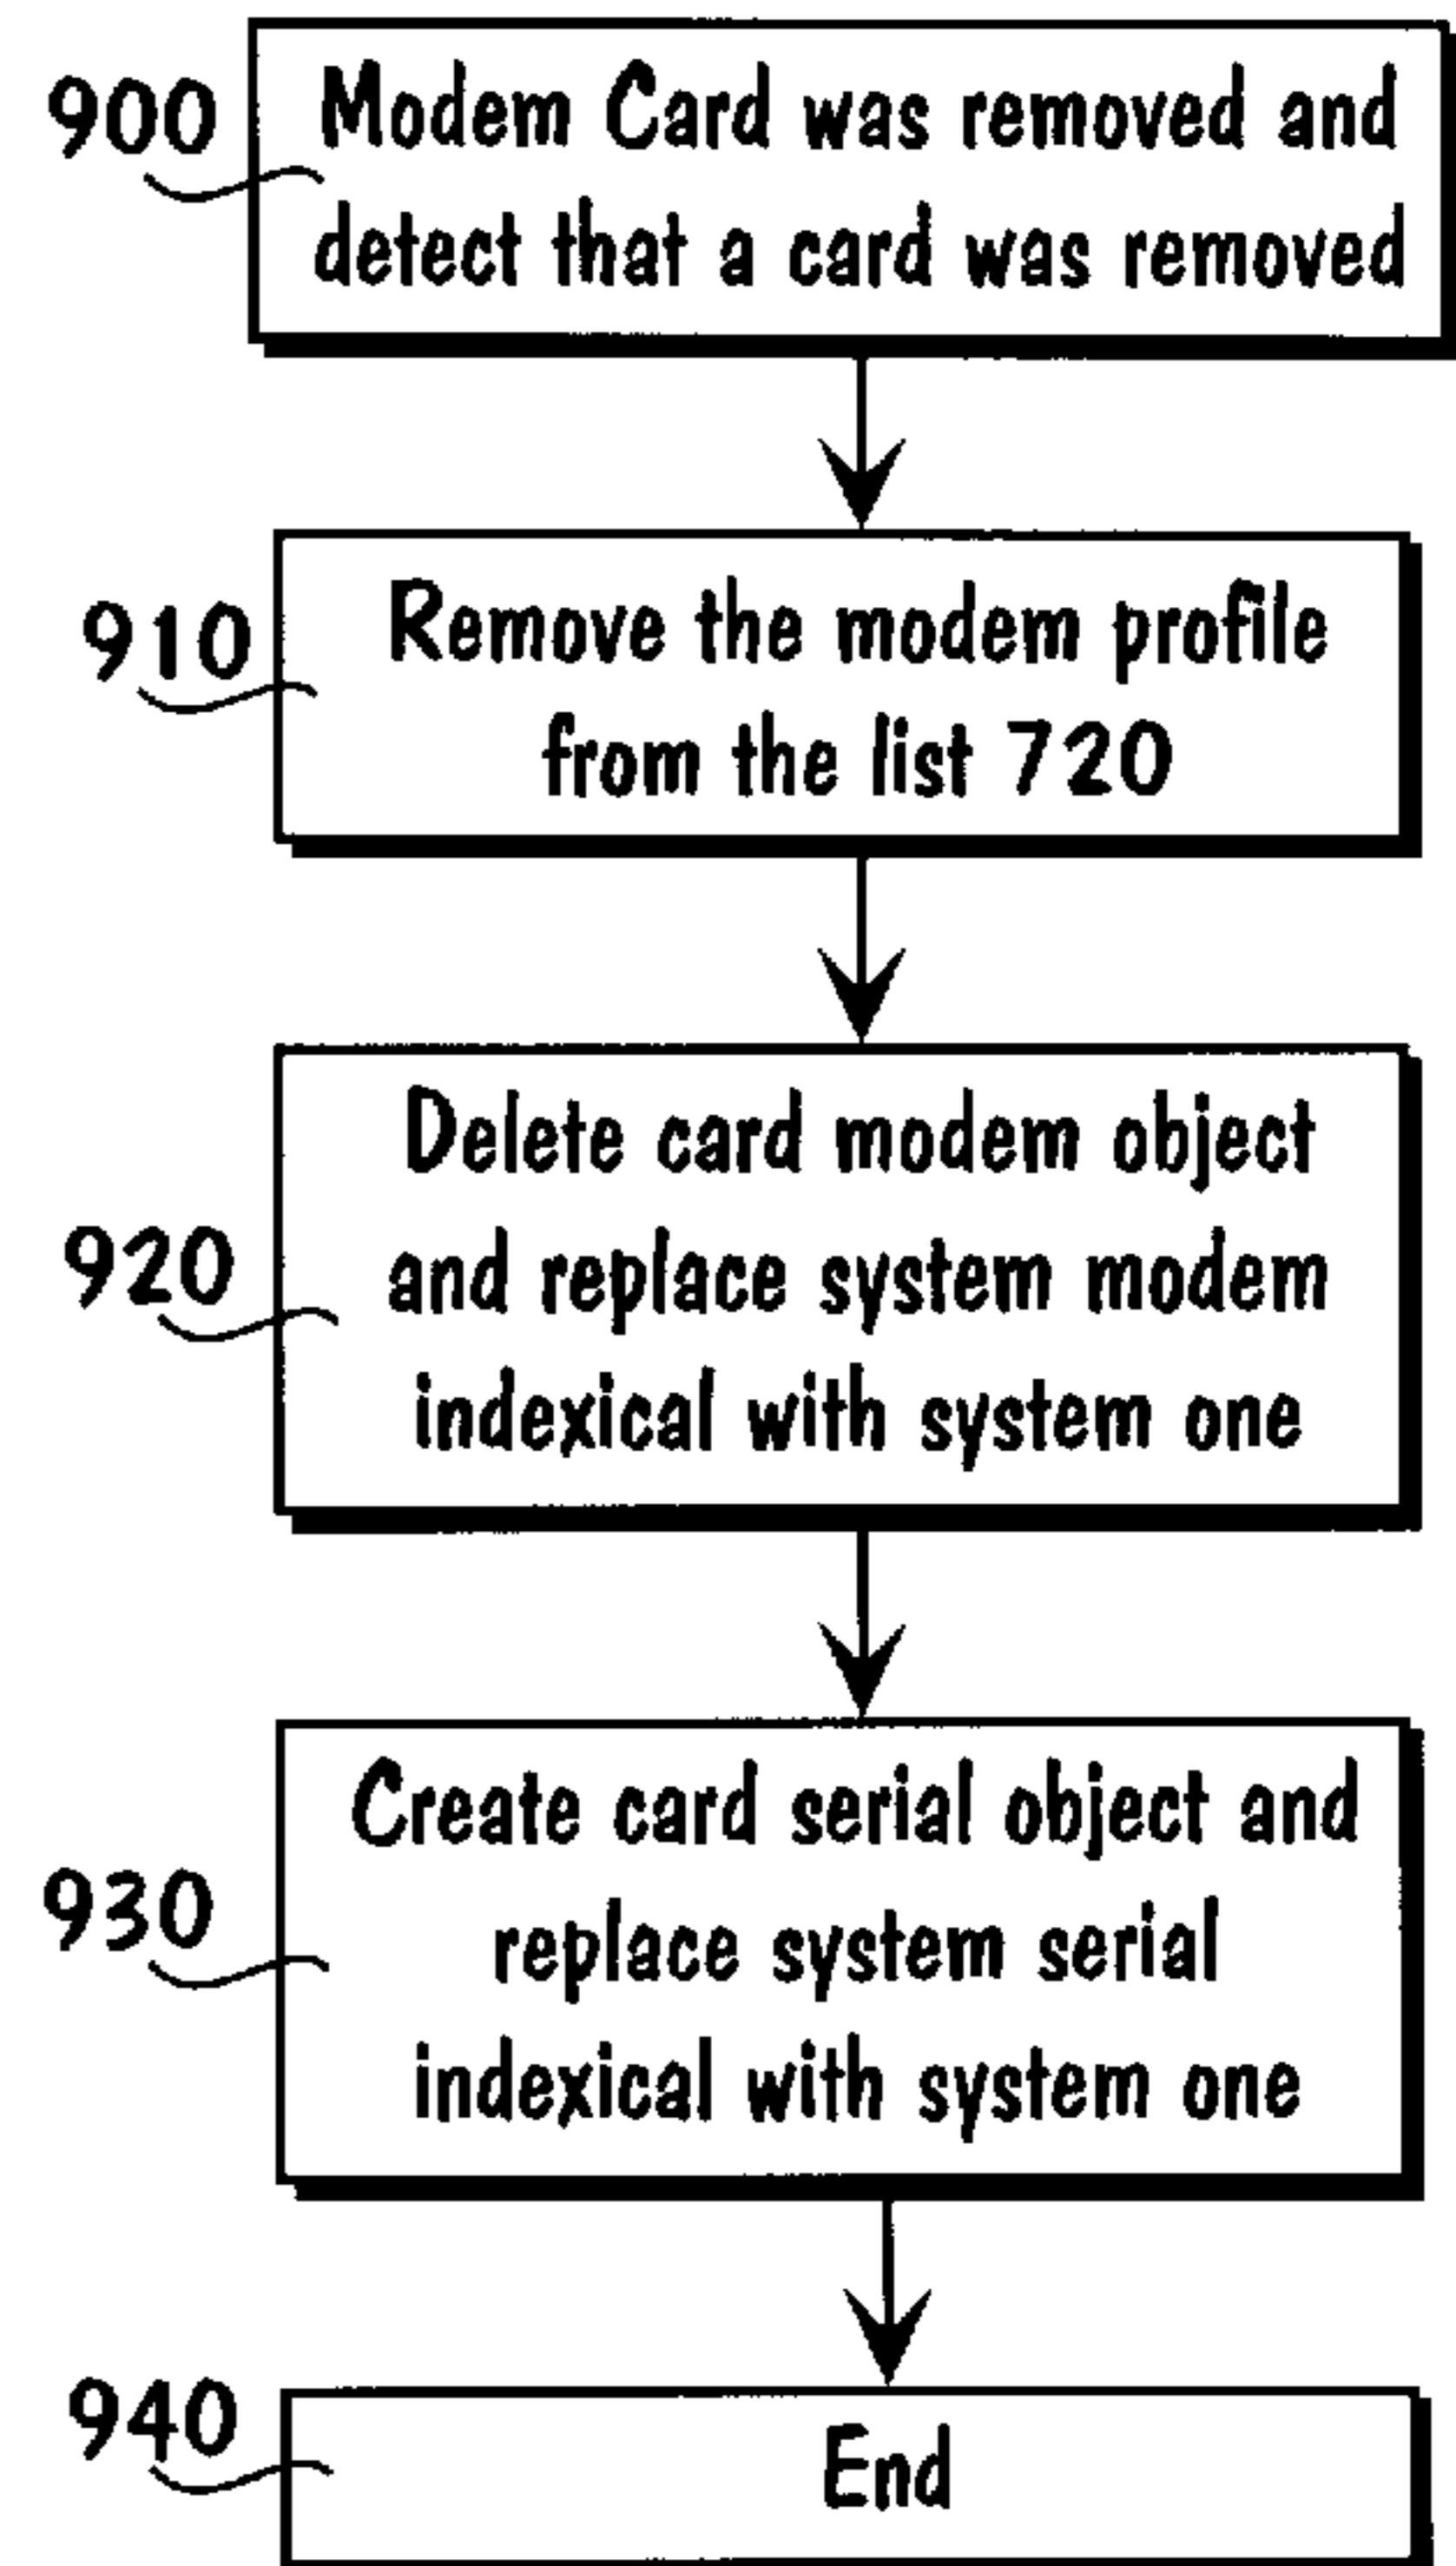 900
Modem Card was removed and
detect that a card was removed
910
Remove the modem profile
from the list 720
920
Delete card modem object
and replace system modem
indexical with system one
930
Create card serial object and
replace system serial
indexical with system one
940
End